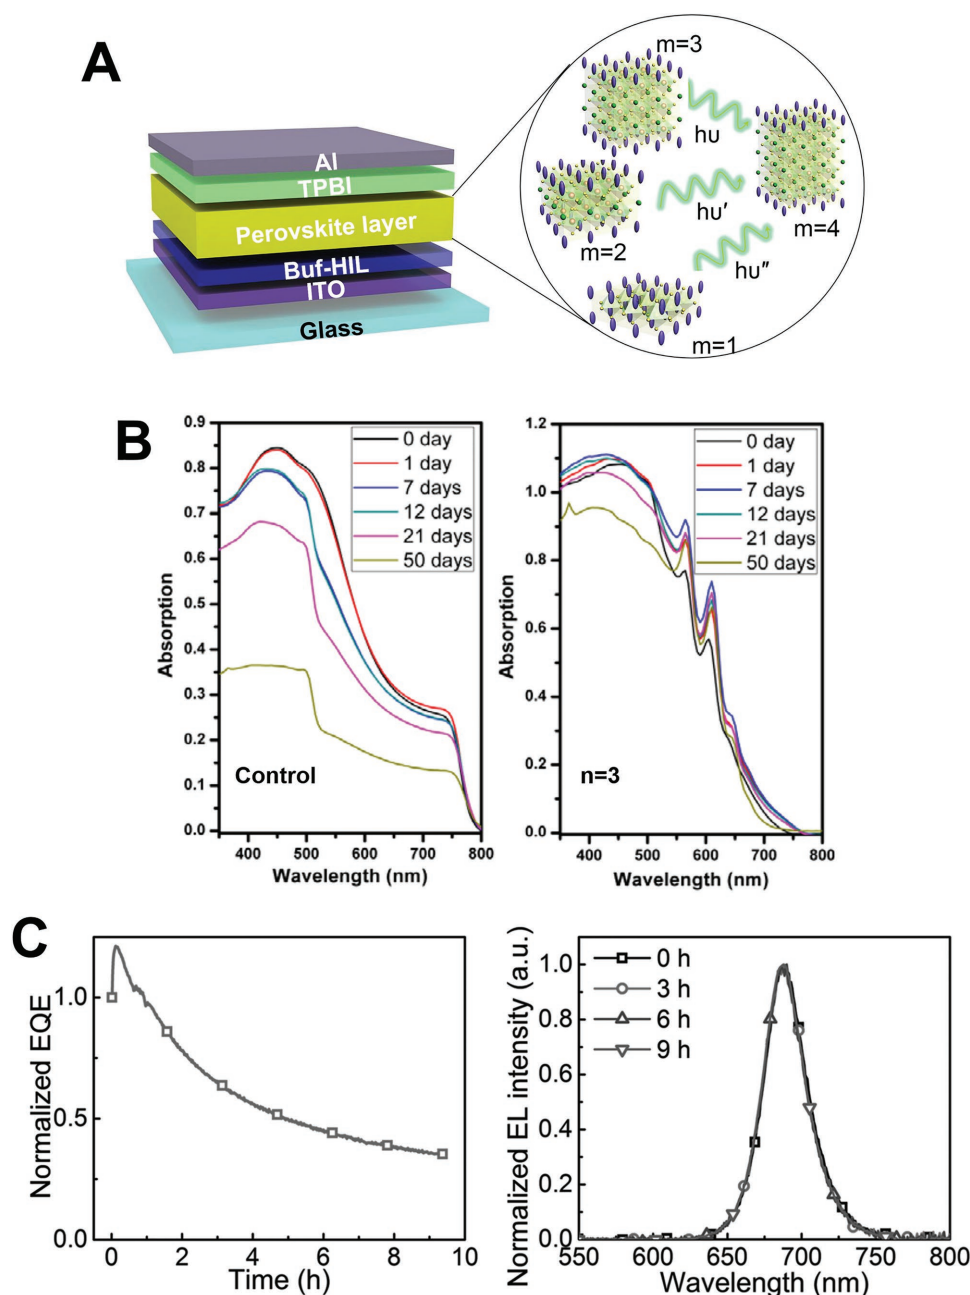 A
Al
TPBI
Perovskite layer
Buf-HIL
ITO
Glass
m=3
hυ
m=4
hυ′
m=2
hυ″
m=1
B
Absorption
0.9
0.8
0.7
0.6
0.5
0.4
0.3
0.2
0.1
0.0
0 day
1 day
7 days
12 days
21 days
50 days
Control
400 500 600 700 800
Wavelength (nm)
Absorption
1.2
1.0
0.8
0.6
0.4
0.2
0.0
0 day
1 day
7 days
12 days
21 days
50 days
n=3
400 500 600 700 800
Wavelength (nm)
C
Normalized EQE
1.0
0.5
0.0
0 2 4 6 8 10
Time (h)
Normalized EL intensity (a.u.)
1.0
0.8
0.6
0.4
0.2
0.0
0 h
3 h
6 h
9 h
550 600 650 700 750 800
Wavelength (nm)